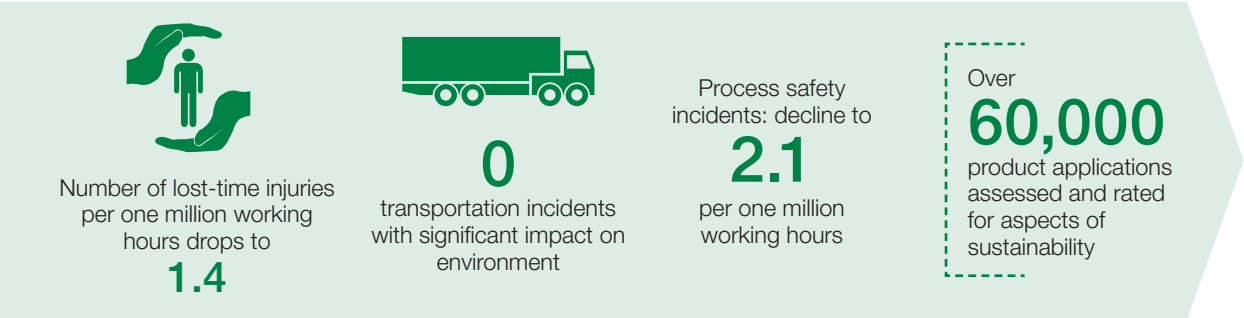 Number of lost-time injuries
per one million working
hours drops to
1.4
0
transportation incidents
with significant impact on
environment
Process safety
incidents: decline to
2.1
per one million
working hours
Over
60,000
product applications
assessed and rated
for aspects of
sustainability